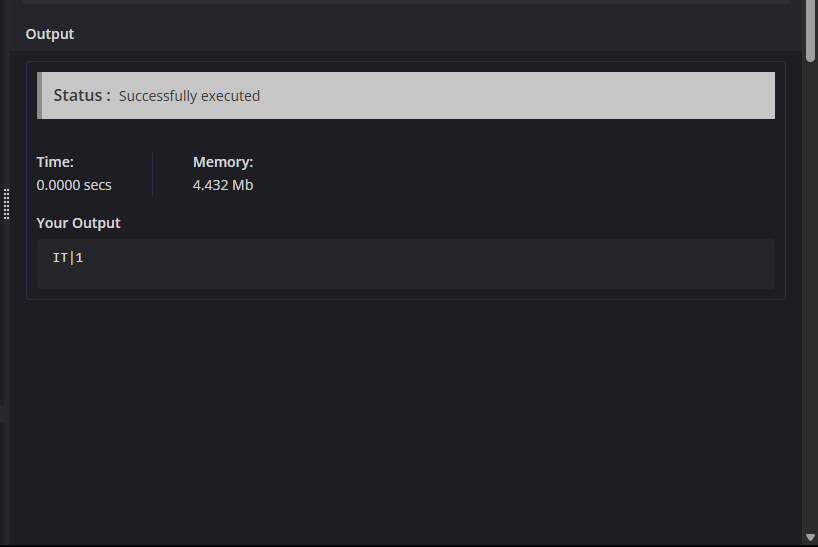 Output
Status : Successfully executed
Time:
Memory:
0.0000 secs
4.432 Mb
Your Output
IT|1